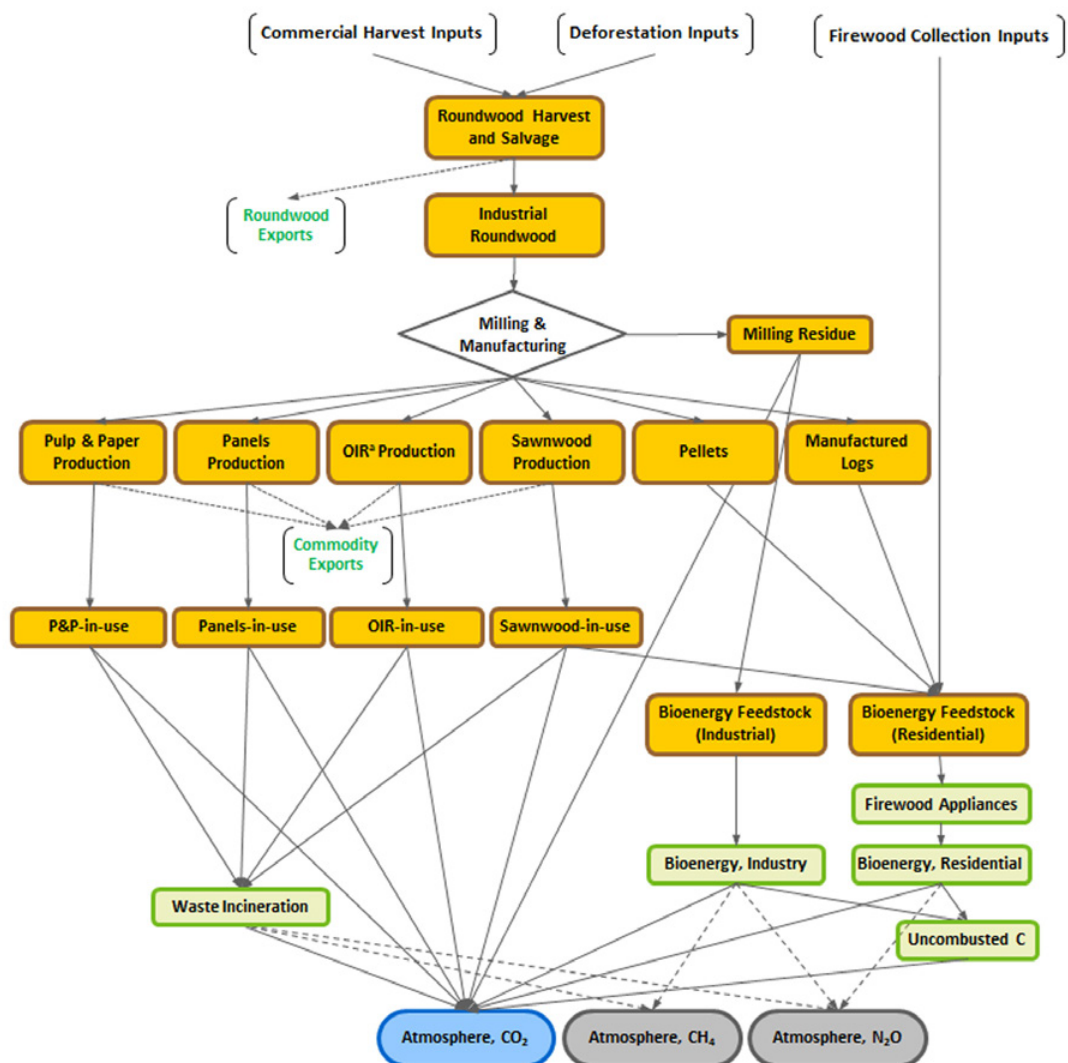 Commercial Harvest Inputs
Deforestation Inputs
Firewood Collection Inputs
Roundwood Harvest
and Salvage
Roundwood
Exports
Industrial
Roundwood
Milling &
Manufacturing
Milling Residue
Pulp & Paper
Production
Panels
Production
OIRª Production
Sawnwood
Production
Pellets
Manufactured
Logs
Commodity
Exports
P&P-in-use
Panels-in-use
OIR-in-use
Sawnwood-in-use
Bioenergy Feedstock
(Industrial)
Bioenergy Feedstock
(Residential)
Firewood Appliances
Bioenergy, Industry
Bioenergy, Residential
Waste Incineration
Uncombusted C
Atmosphere, CO₂
Atmosphere, CH₄
Atmosphere, N₂O